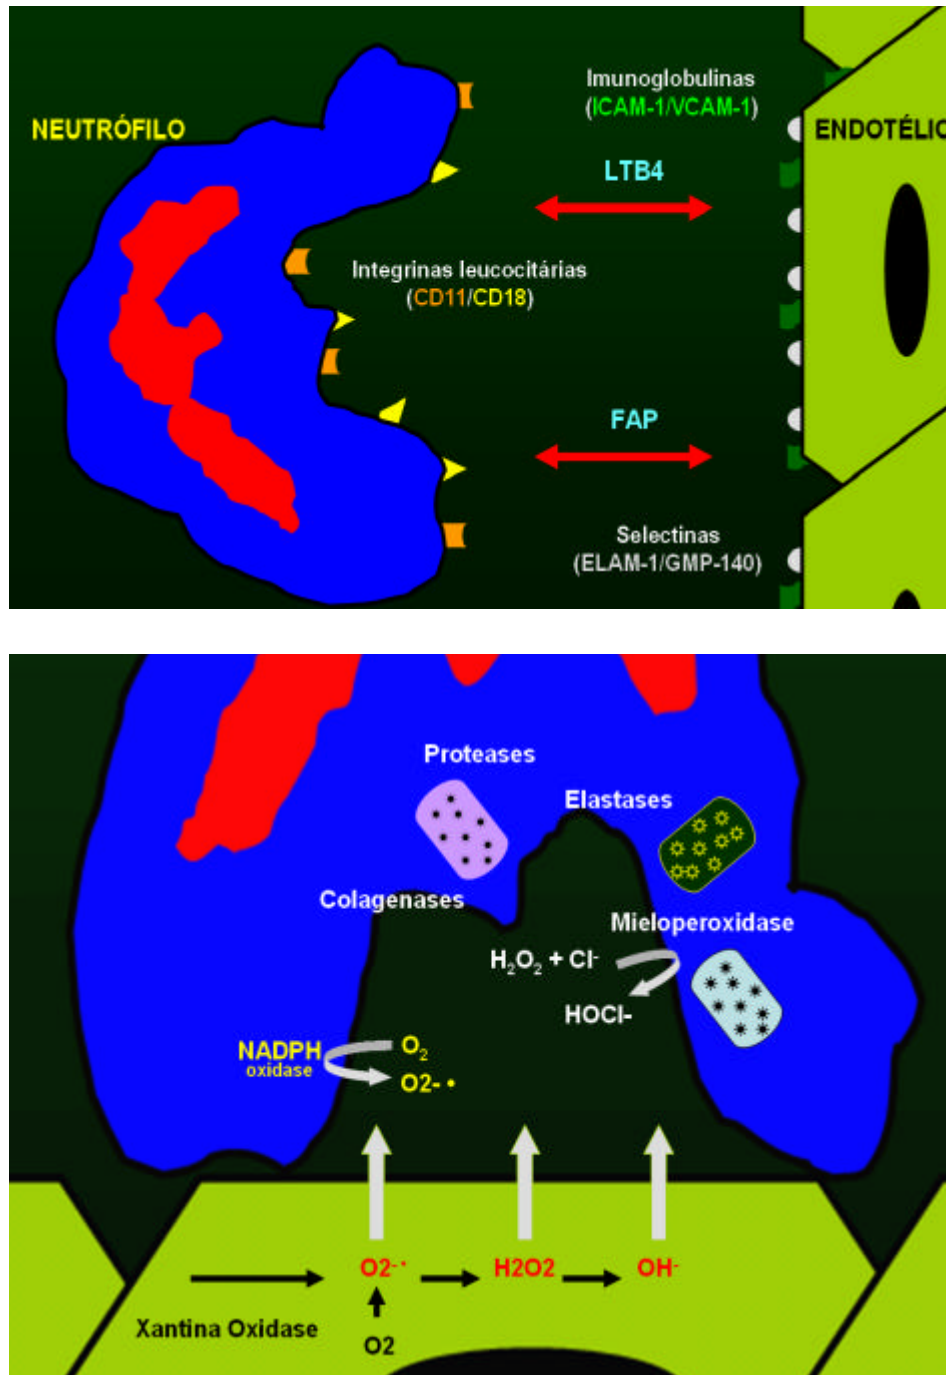 Imunoglobulinas
(ICAM-1/VCAM-1)
NEUTRÓFILO
ENDOTÉLIO
LTB4
Integrinas leucocitárias
(CD11/CD18)
FAP
Selectinas
(ELAM-1/GMP-140)
Proteases
Elastases
Colagenases
Mieloperoxidase
H₂O₂ + Cl⁻
HOCl-
NADPH
oxidase
O₂
O2- •
O2⁻•
H2O2
OH⁻
Xantina Oxidase
O2